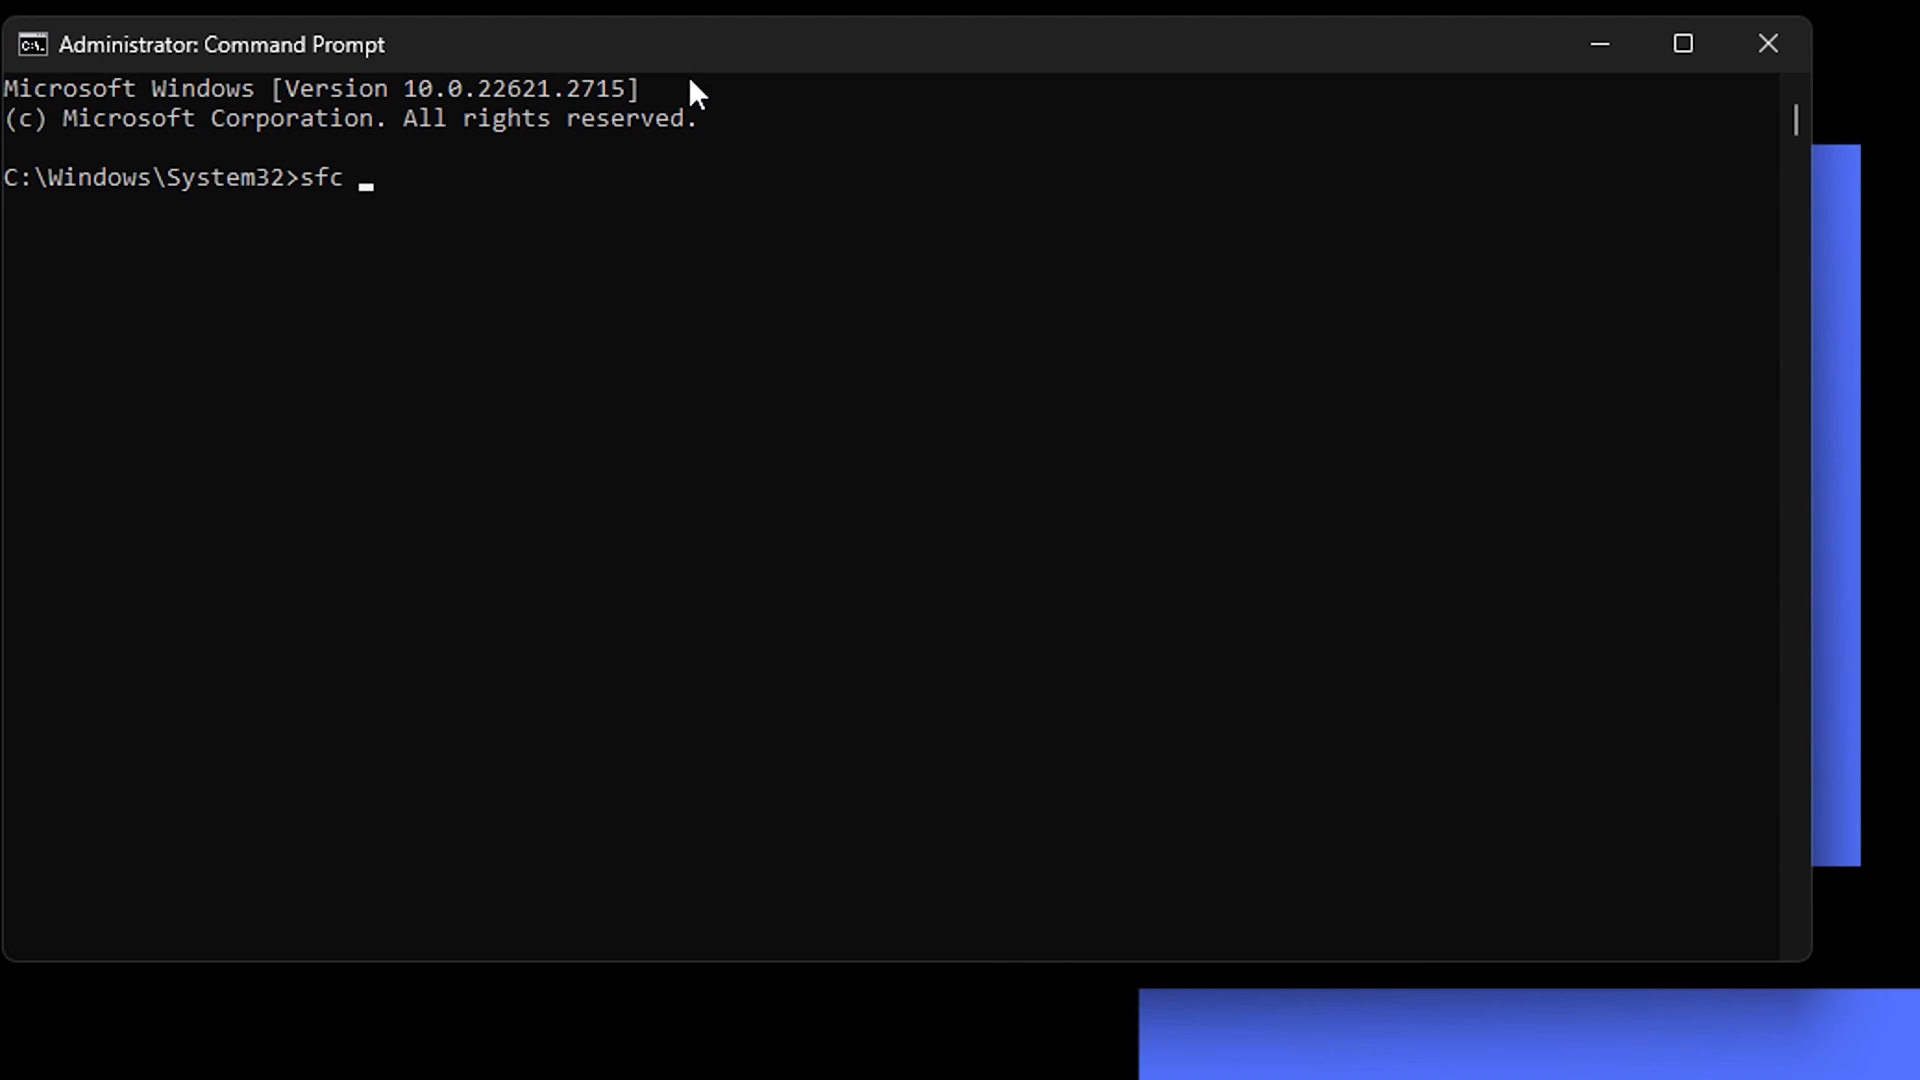 Administrator: Command Prompt
Microsoft Windows [Version 10.0.22621.2715]
(c) Microsoft Corporation. All rights reserved.
C:\Windows\System32>sfc